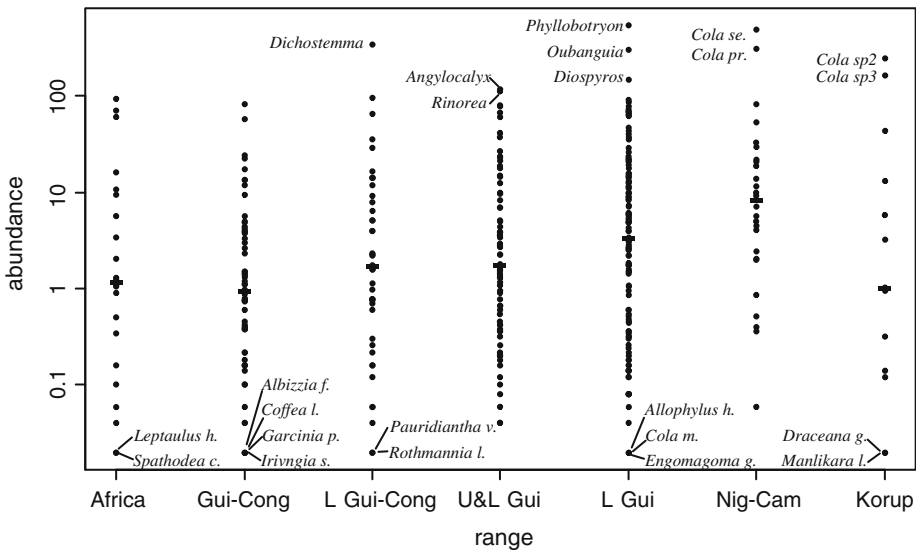 Phyllobotryon
Cola se.
Dichostemma
Oubanguia
Cola pr.
Cola sp2
Angylocalyx
Diospyros
Cola sp3
Rinorea
100
10
1
0.1
abundance
Albizzia f.
Coffea l.
Allophylus h.
Pauridiantha v.
Leptaulus h.
Garcinia p.
Cola m.
Draceana g.
Rothmannia l.
Spathodea c.
Irivngia s.
Engomagoma g.
Manlikara l.
Africa
Gui-Cong
L Gui-Cong
U&L Gui
L Gui
Nig-Cam
Korup
range